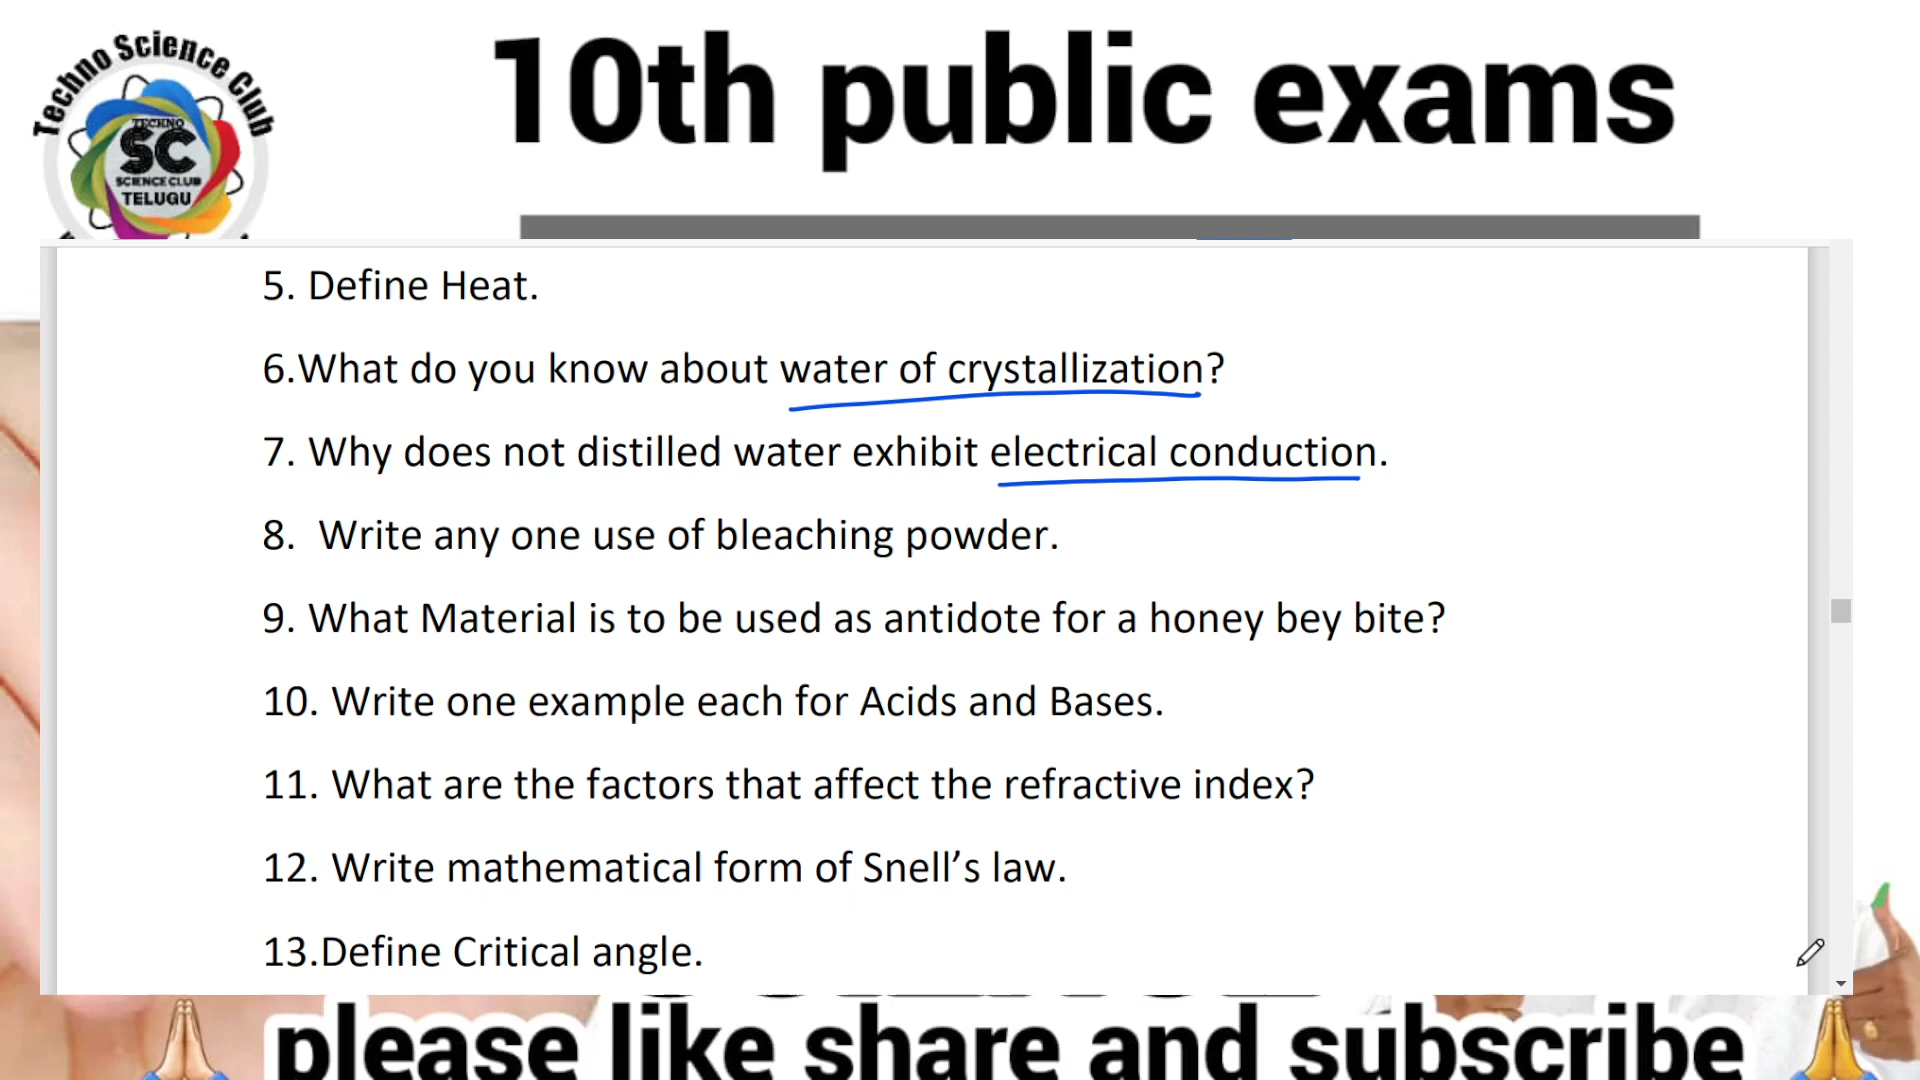 Techno Science Club
10th public exams
TECHNO
SC
SCIENCE CLUB
TELUGU
5. Define Heat.
6.What do you know about water of crystallization?
7. Why does not distilled water exhibit electrical conduction.
8.  Write any one use of bleaching powder.
9. What Material is to be used as antidote for a honey bey bite?
10. Write one example each for Acids and Bases.
11. What are the factors that affect the refractive index?
12. Write mathematical form of Snell’s law.
13.Define Critical angle.
please like share and subscribe